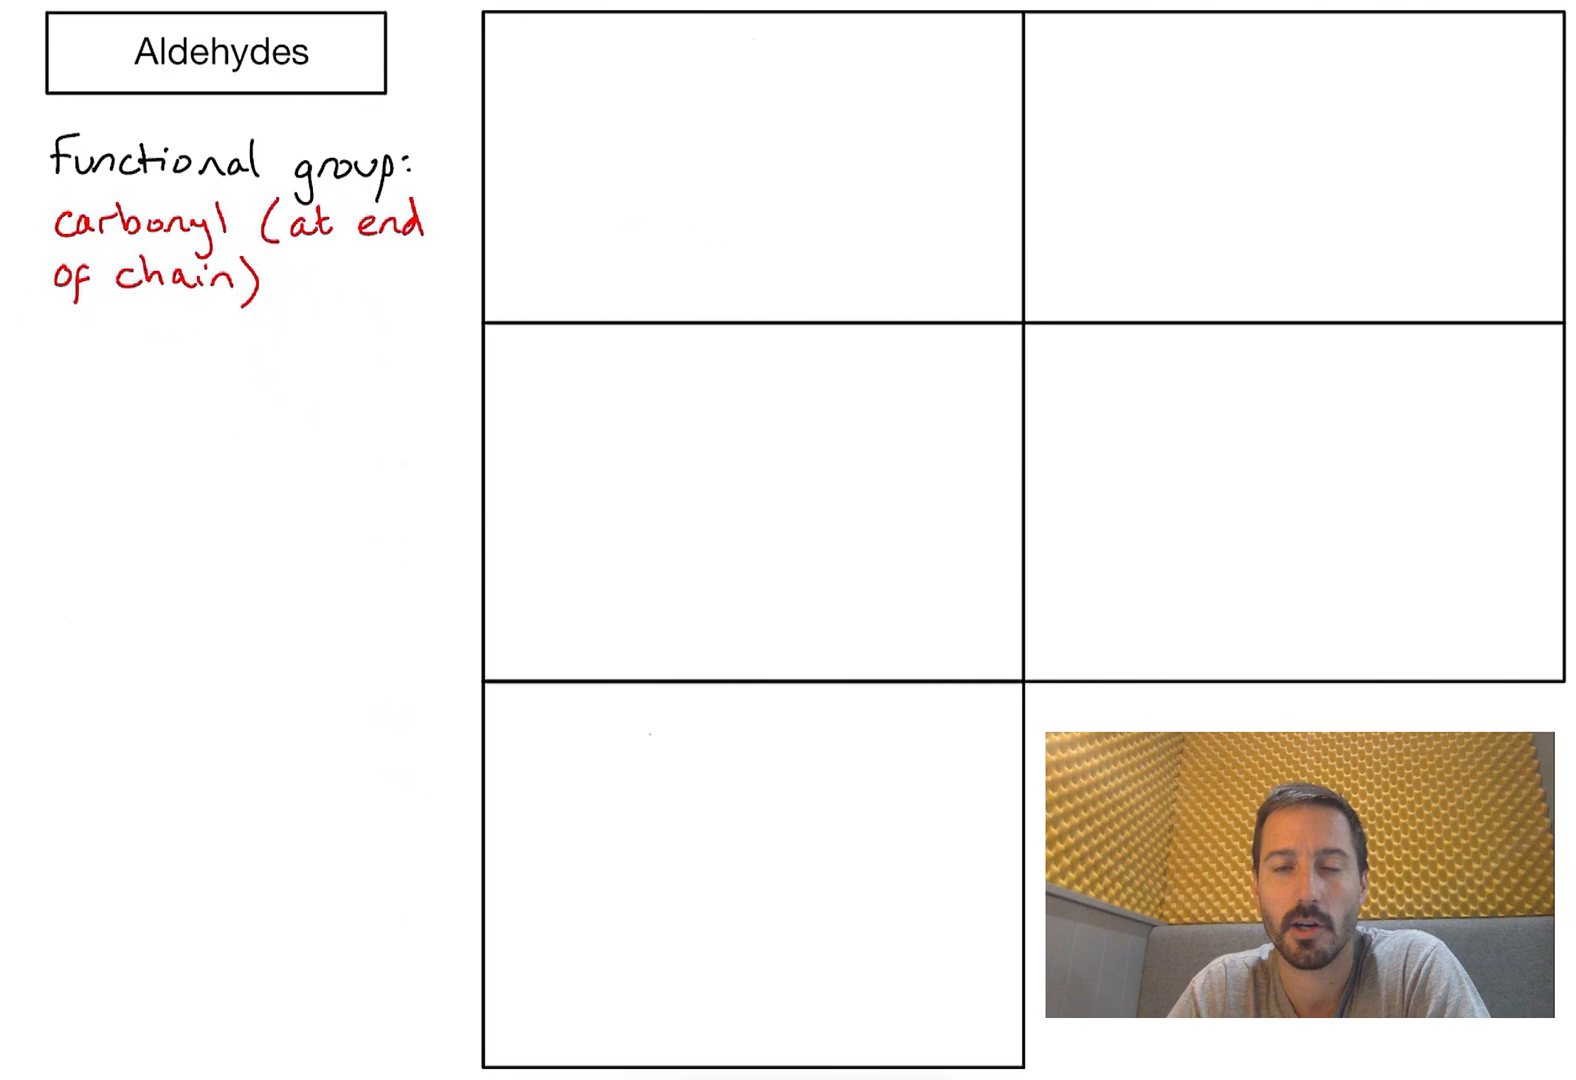 Aldehydes
Functional group:
carbonyl (at end
of chain)